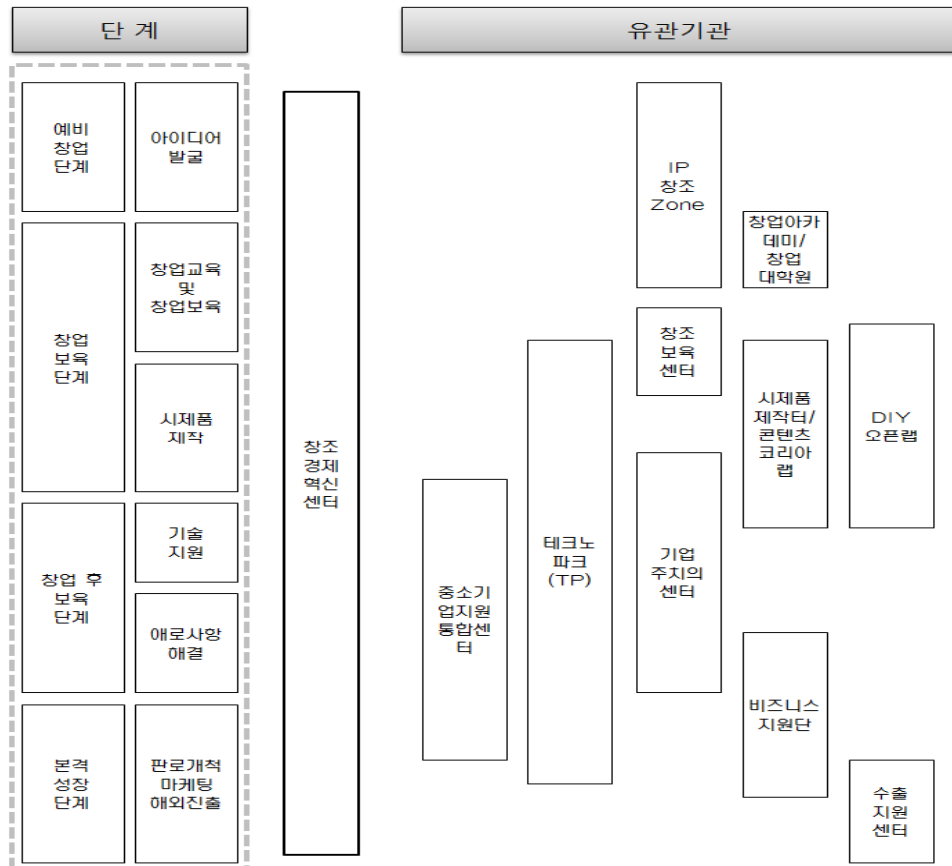 단 계
유관기관
예비
창업
단계
아이디어
발굴
창업
보육
단계
창업교육
및
창업보육
시제품
제작
창업 후
보육
단계
기술
지원
애로사항
해결
본격
성장
단계
판로개척
마케팅
해외진출
창조
경제
혁신
센터
중소기
업지원
통합센
터
테크노
파크
(TP)
IP
창조
Zone
창조
보육
센터
기업
주치의
센터
창업아카
데미/
창업
대학원
시제품
제작터/
콘텐츠
코리아
랩
비즈니스
지원단
DIY
오픈랩
수출
지원
센터